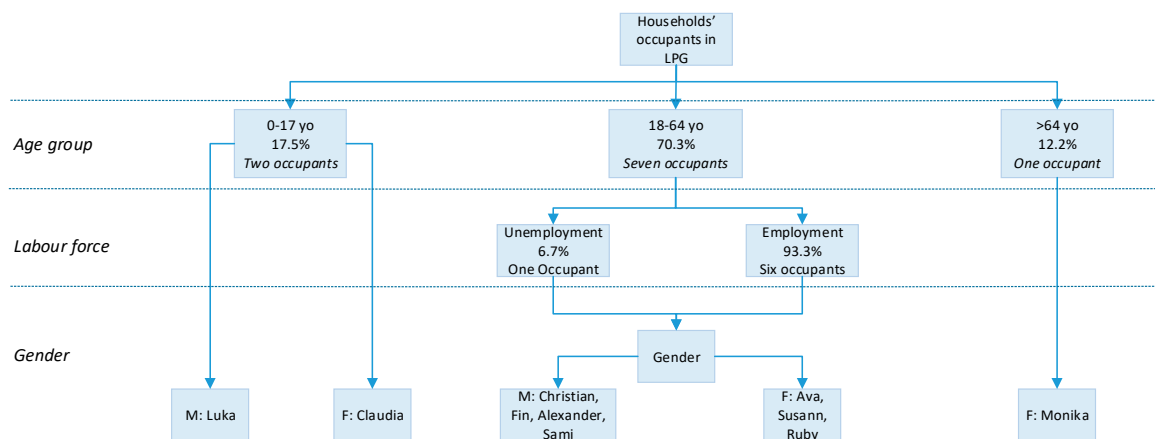 Households’
occupants in
LPG
Age group
0-17 yo
17.5%
Two occupants
18-64 yo
70.3%
Seven occupants
>64 yo
12.2%
One occupant
Labour force
Unemployment
6.7%
One Occupant
Employment
93.3%
Six occupants
Gender
Gender
M: Luka
F: Claudia
M: Christian,
Fin, Alexander,
Sami
F: Ava,
Susann,
Ruby
F: Monika